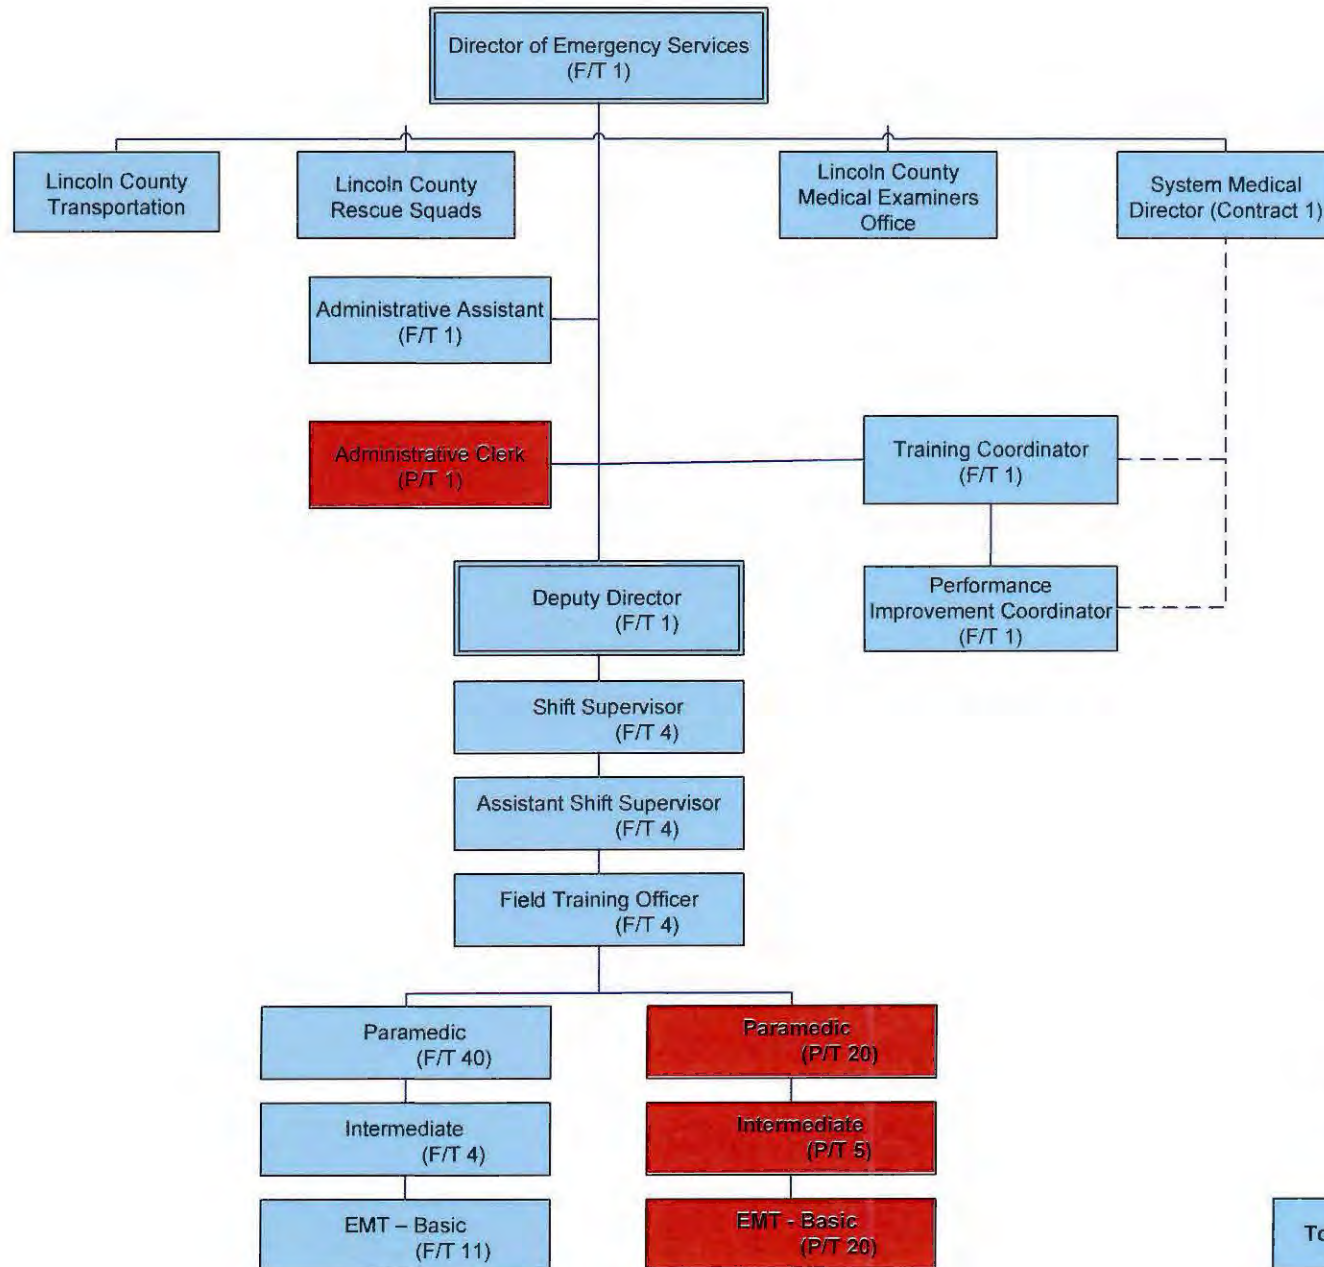 Director of Emergency Services
(F/T 1)
Lincoln County
Transportation
Lincoln County
Rescue Squads
Lincoln County
Medical Examiners
Office
System Medical
Director (Contract 1)
Administrative Assistant
(F/T 1)
Administrative Clerk
(P/T 1)
Training Coordinator
(F/T 1)
Deputy Director
(F/T 1)
Performance
Improvement Coordinator
(F/T 1)
Shift Supervisor
(F/T 4)
Assistant Shift Supervisor
(F/T 4)
Field Training Officer
(F/T 4)
Paramedic
(F/T 40)
Paramedic
(P/T 20)
Intermediate
(F/T 4)
Intermediate
(P/T 5)
EMT – Basic
(F/T 11)
EMT - Basic
(P/T 20)